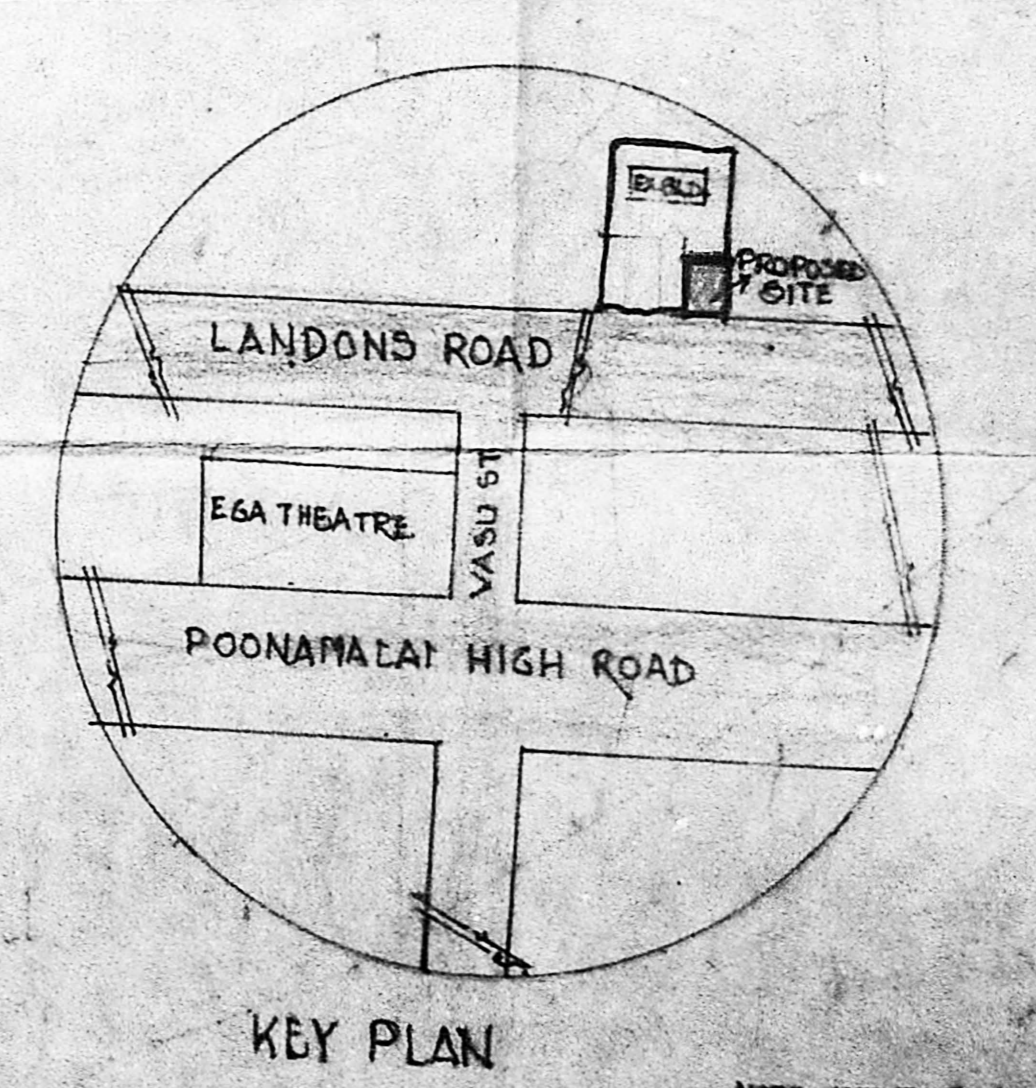 EX-BLD.
PROPOSED
SITE
LANDONS ROAD
VASU ST
EGA THEATRE
POONAMALAI HIGH ROAD
KEY PLAN